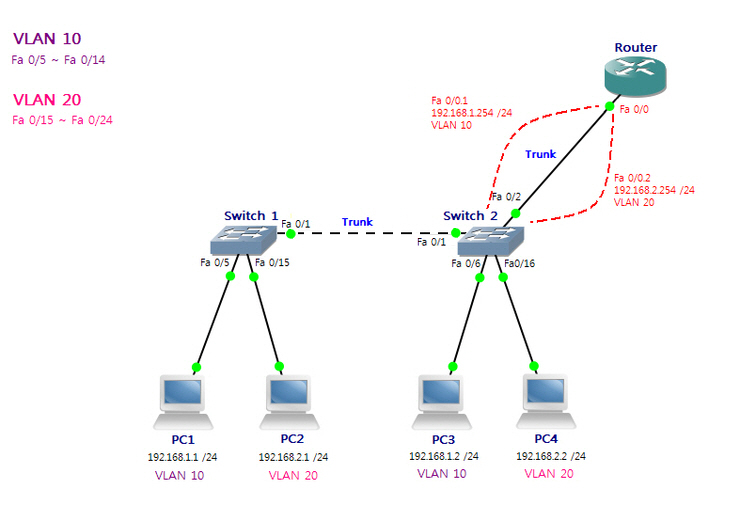 VLAN 10
Fa 0/5 ~ Fa 0/14
VLAN 20
Fa 0/15 ~ Fa 0/24
Router
Fa 0/0
Fa 0/0.1
192.168.1.254 /24
VLAN 10
Trunk
Fa 0/0.2
192.168.2.254 /24
VLAN 20
Fa 0/2
Switch 1
Fa 0/1
Trunk
Switch 2
Fa 0/1
Fa 0/5
Fa 0/15
Fa 0/6
Fa0/16
PC1
192.168.1.1 /24
VLAN 10
PC2
192.168.2.1 /24
VLAN 20
PC3
192.168.1.2 /24
VLAN 10
PC4
192.168.2.2 /24
VLAN 20